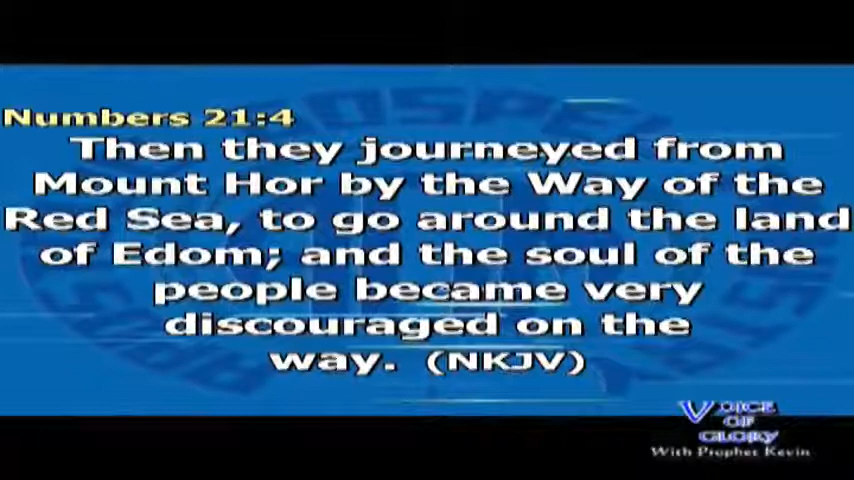 Numbers 21:4
Then they journeyed from
Mount Hor by the Way of the
Red Sea, to go around the land
of Edom; and the soul of the
people became very
discouraged on the
way. (NKJV)
VOICE
OF
GLORY
With Prophet Kevin